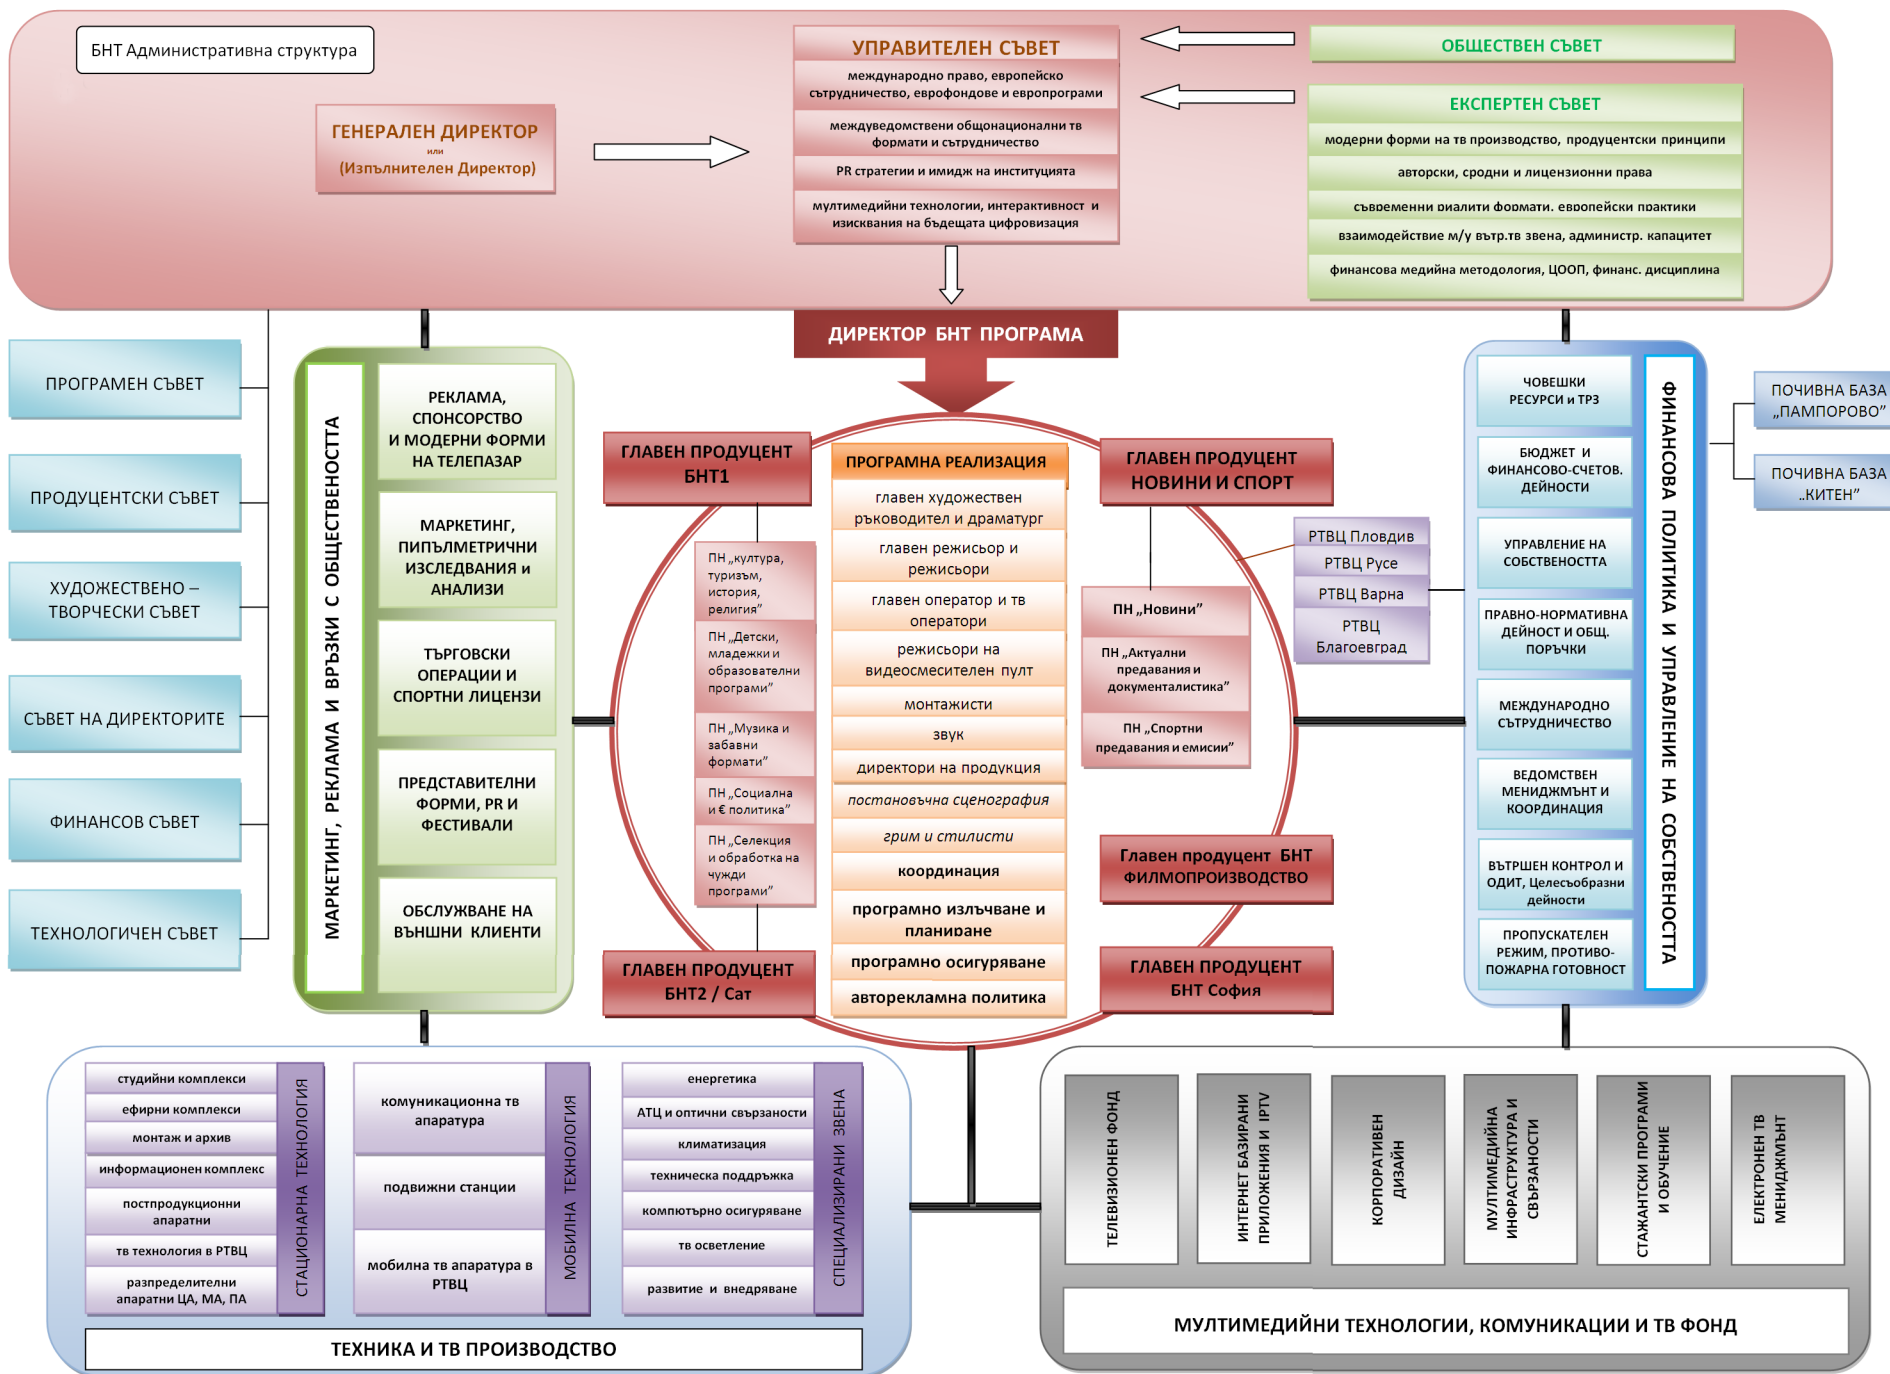 БНТ Административна структура
ГЕНЕРАЛЕН ДИРЕКТОР
или
(Изпълнителен Директор)
УПРАВИТЕЛЕН СЪВЕТ
международно право, европейско
сътрудничество, еврофондове и европрограми
междуведомствени общонационални тв
формати и сътрудничество
PR стратегии и имидж на институцията
мултимедийни технологии, интерактивност и
изисквания на бъдещата цифровизация
ОБЩЕСТВЕН СЪВЕТ
ЕКСПЕРТЕН СЪВЕТ
модерни форми на тв производство, продуцентски принципи
авторски, сродни и лицензионни права
съвременни риалити формати. европейски практики
взаимодействие м/у вътр.тв звена, администр. капацитет
финансова медийна методология, ЦООП, финанс. дисциплина
ДИРЕКТОР БНТ ПРОГРАМА
ПРОГРАМЕН СЪВЕТ
ПРОДУЦЕНТСКИ СЪВЕТ
ХУДОЖЕСТВЕНО –
ТВОРЧЕСКИ СЪВЕТ
СЪВЕТ НА ДИРЕКТОРИТЕ
ФИНАНСОВ СЪВЕТ
ТЕХНОЛОГИЧЕН СЪВЕТ
МАРКЕТИНГ, РЕКЛАМА И ВРЪЗКИ С ОБЩЕСТВЕНОСТТА
РЕКЛАМА,
СПОНСОРСТВО
И МОДЕРНИ ФОРМИ
НА ТЕЛЕПАЗАР
МАРКЕТИНГ,
ПИПЪЛМЕТРИЧНИ
ИЗСЛЕДВАНИЯ и
АНАЛИЗИ
ТЪРГОВСКИ
ОПЕРАЦИИ И
СПОРТНИ ЛИЦЕНЗИ
ПРЕДСТАВИТЕЛНИ
ФОРМИ, PR И
ФЕСТИВАЛИ
ОБСЛУЖВАНЕ НА
ВЪНШНИ КЛИЕНТИ
ГЛАВЕН ПРОДУЦЕНТ
БНТ1
ПН „култура,
туризъм,
история,
религия”
ПН „Детски,
младежки и
образователни
програми”
ПН „Музика и
забавни
формати”
ПН „Социална
и € политика”
ПН „Селекция
и обработка на
чужди
програми”
ГЛАВЕН ПРОДУЦЕНТ
БНТ2 / Сат
ПРОГРАМНА РЕАЛИЗАЦИЯ
главен художествен
ръководител и драматург
главен режисьор и
режисьори
главен оператор и тв
оператори
режисьори на
видеосмесителен пулт
монтажисти
звук
директори на продукция
постановъчна сценография
грим и стилисти
координация
програмно излъчване и
планиране
програмно осигуряване
авторекламна политика
ГЛАВЕН ПРОДУЦЕНТ
НОВИНИ И СПОРТ
ПН „Новини”
ПН „Актуални
предавания и
документалистика”
ПН „Спортни
предавания и емисии”
РТВЦ Пловдив
РТВЦ Русе
РТВЦ Варна
РТВЦ
Благоевград
Главен продуцент БНТ
ФИЛМОПРОИЗВОДСТВО
ГЛАВЕН ПРОДУЦЕНТ
БНТ София
ЧОВЕШКИ
РЕСУРСИ и ТРЗ
БЮДЖЕТ И
ФИНАНСОВО-СЧЕТОВ.
ДЕЙНОСТИ
УПРАВЛЕНИЕ НА
СОБСТВЕНОСТТА
ПРАВНО-НОРМАТИВНА
ДЕЙНОСТ И ОБЩ.
ПОРЪЧКИ
МЕЖДУНАРОДНО
СЪТРУДНИЧЕСТВО
ВЕДОМСТВЕН
МЕНИДЖМЪНТ И
КООРДИНАЦИЯ
ВЪТРШЕН КОНТРОЛ И
ОДИТ, Целесъобразни
дейности
ПРОПУСКАТЕЛЕН
РЕЖИМ, ПРОТИВО-
ПОЖАРНА ГОТОВНОСТ
ФИНАНСОВА ПОЛИТИКА И УПРАВЛЕНИЕ НА СОБСТВЕНОСТТА
ПОЧИВНА БАЗА
„ПАМПОРОВО”
ПОЧИВНА БАЗА
„КИТЕН”
студийни комплекси
ефирни комплекси
монтаж и архив
информационен комплекс
постпродукционни
апаратни
тв технология в РТВЦ
разпределителни
апаратни ЦА, МА, ПА
СТАЦИОНАРНА ТЕХНОЛОГИЯ
комуникационна тв
апаратура
подвижни станции
мобилна тв апаратура в
РТВЦ
МОБИЛНА ТЕХНОЛОГИЯ
енергетика
АТЦ и оптични свързаности
климатизация
техническа поддръжка
компютърно осигуряване
тв осветление
развитие и внедряване
СПЕЦИАЛИЗИРАНИ ЗВЕНА
ТЕХНИКА И ТВ ПРОИЗВОДСТВО
ТЕЛЕВИЗИОНЕН ФОНД
ИНТЕРНЕТ БАЗИРАНИ
ПРИЛОЖЕНИЯ И IPTV
КОРПОРАТИВЕН
ДИЗАЙН
МУЛТИМЕДИЙНА
ИНФРАСТРУКТУРА И
СВЪРЗАНОСТИ
СТАЖАНТСКИ ПРОГРАМИ
И ОБУЧЕНИЕ
ЕЛЕКТРОНЕН ТВ
МЕНИДЖМЪНТ
МУЛТИМЕДИЙНИ ТЕХНОЛОГИИ, КОМУНИКАЦИИ И ТВ ФОНД